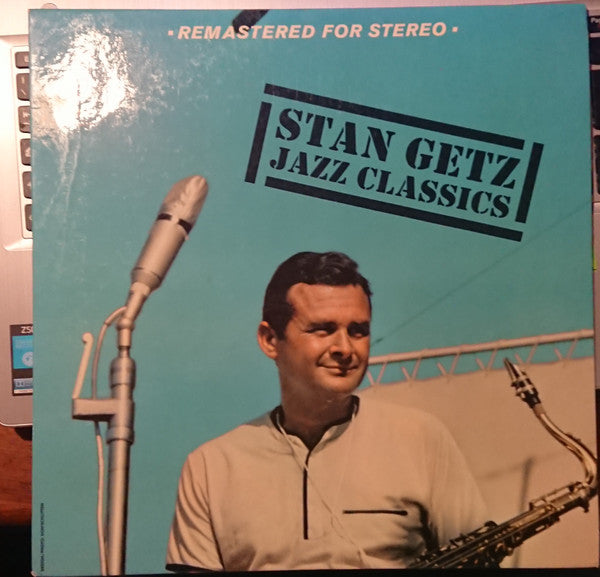 • REMASTERED FOR STEREO •
STAN GETZ
JAZZ CLASSICS